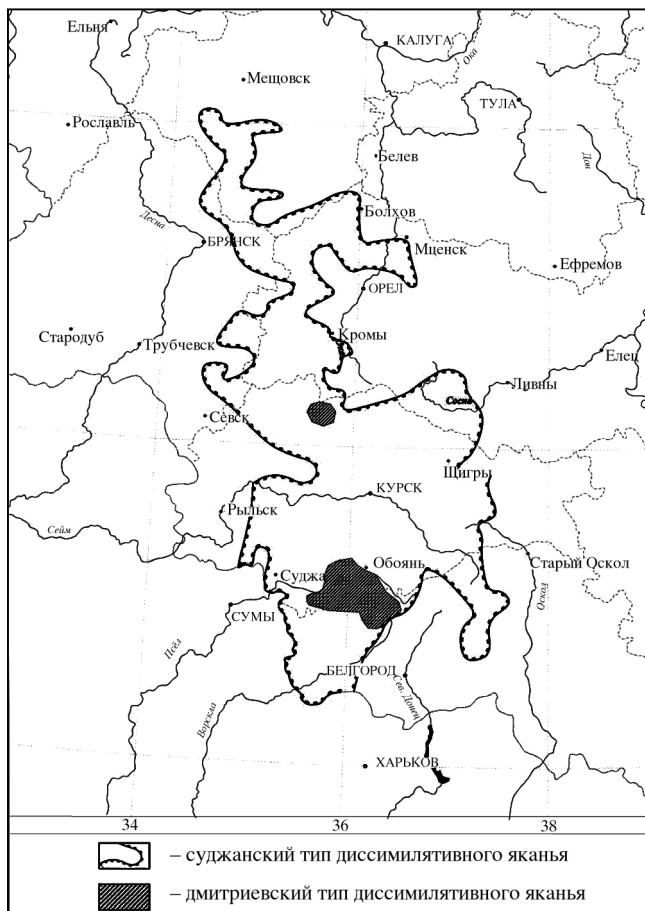 Ельня
КАЛУГА
Ока
Мещовск
ТУЛА
Рославль
Белев
Дон
Десна
Болхов
БРЯНСК
Мценск
Ефремов
ОРЕЛ
Стародуб
Трубчевск
Кромы
Елец
Ливны
Сосна
Севск
Щигры
КУРСК
Рыльск
Сейм
Обоянь
Старый Оскол
Суджа
Оскол
СУМЫ
Псёл
БЕЛГОРОД
Сев. Донец
Ворскла
ХАРЬКОВ
34 36 38
– суджанский тип диссимилятивного яканья
– дмитриевский тип диссимилятивного яканья